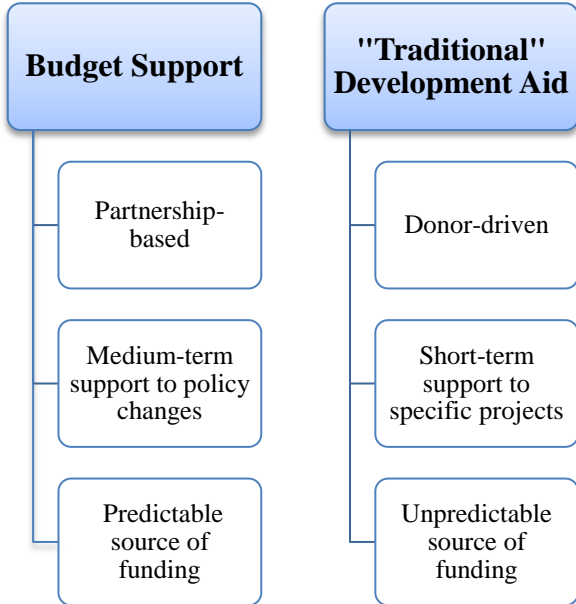 Budget Support
Partnership-
based
Medium-term
support to policy
changes
Predictable
source of
funding
"Traditional"
Development Aid
Donor-driven
Short-term
support to
specific projects
Unpredictable
source of
funding